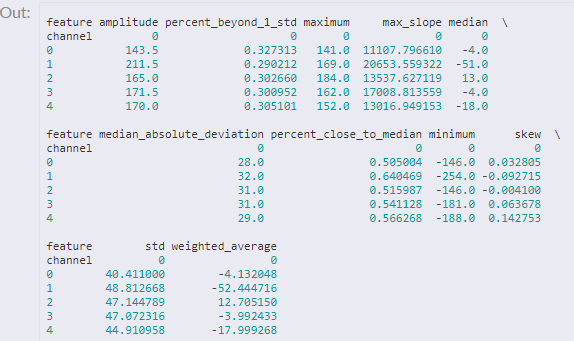 Out:
feature amplitude percent_beyond_1_std maximum max_slope median \
channel 0 0 0 0 0
0 143.5 0.327313 141.0 11107.796610 -4.0
1 211.5 0.290212 169.0 20653.559322 -51.0
2 165.0 0.302660 184.0 13537.627119 13.0
3 171.5 0.300952 162.0 17008.813559 -4.0
4 170.0 0.305101 152.0 13016.949153 -18.0
feature median_absolute_deviation percent_close_to_median minimum skew \
channel 0 0 0 0
0 28.0 0.505004 -146.0 0.032805
1 32.0 0.640469 -254.0 -0.092715
2 31.0 0.515987 -146.0 -0.004100
3 31.0 0.541128 -181.0 0.063678
4 29.0 0.566268 -188.0 0.142753
feature std weighted_average
channel 0 0
0 40.411000 -4.132048
1 48.812668 -52.444716
2 47.144789 12.705150
3 47.072316 -3.992433
4 44.910958 -17.999268